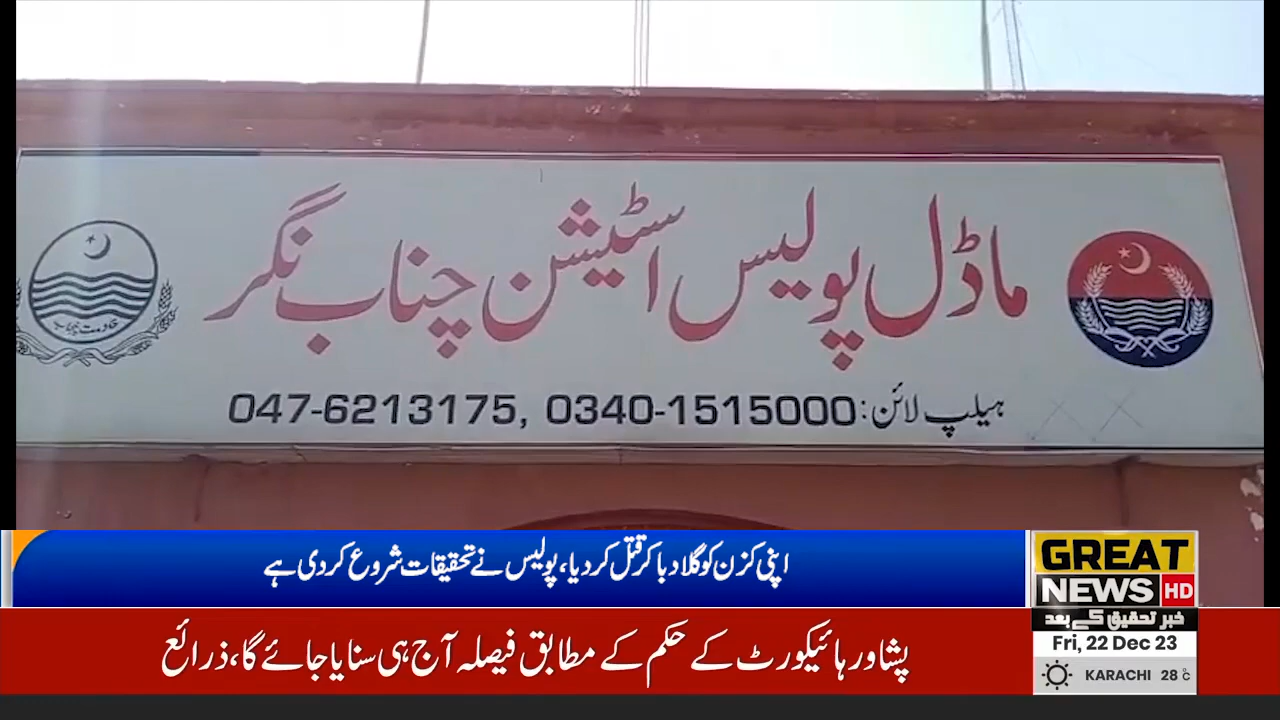 ماڈل پولیس اسٹیشن چناب نگر
ہیلپ لائن: 0340-1515000, 047-6213175
اپنی کزن کو گلا دبا کر قتل کر دیا، پولیس نے تحقیقات شروع کر دی ہے
GREAT
NEWS HD
خبر تحقیق کے بعد
پشاور ہائیکورٹ کے حکم کے مطابق فیصلہ آج ہی سنایا جائے گا، ذرائع
Fri, 22 Dec 23
KARACHI 28°C